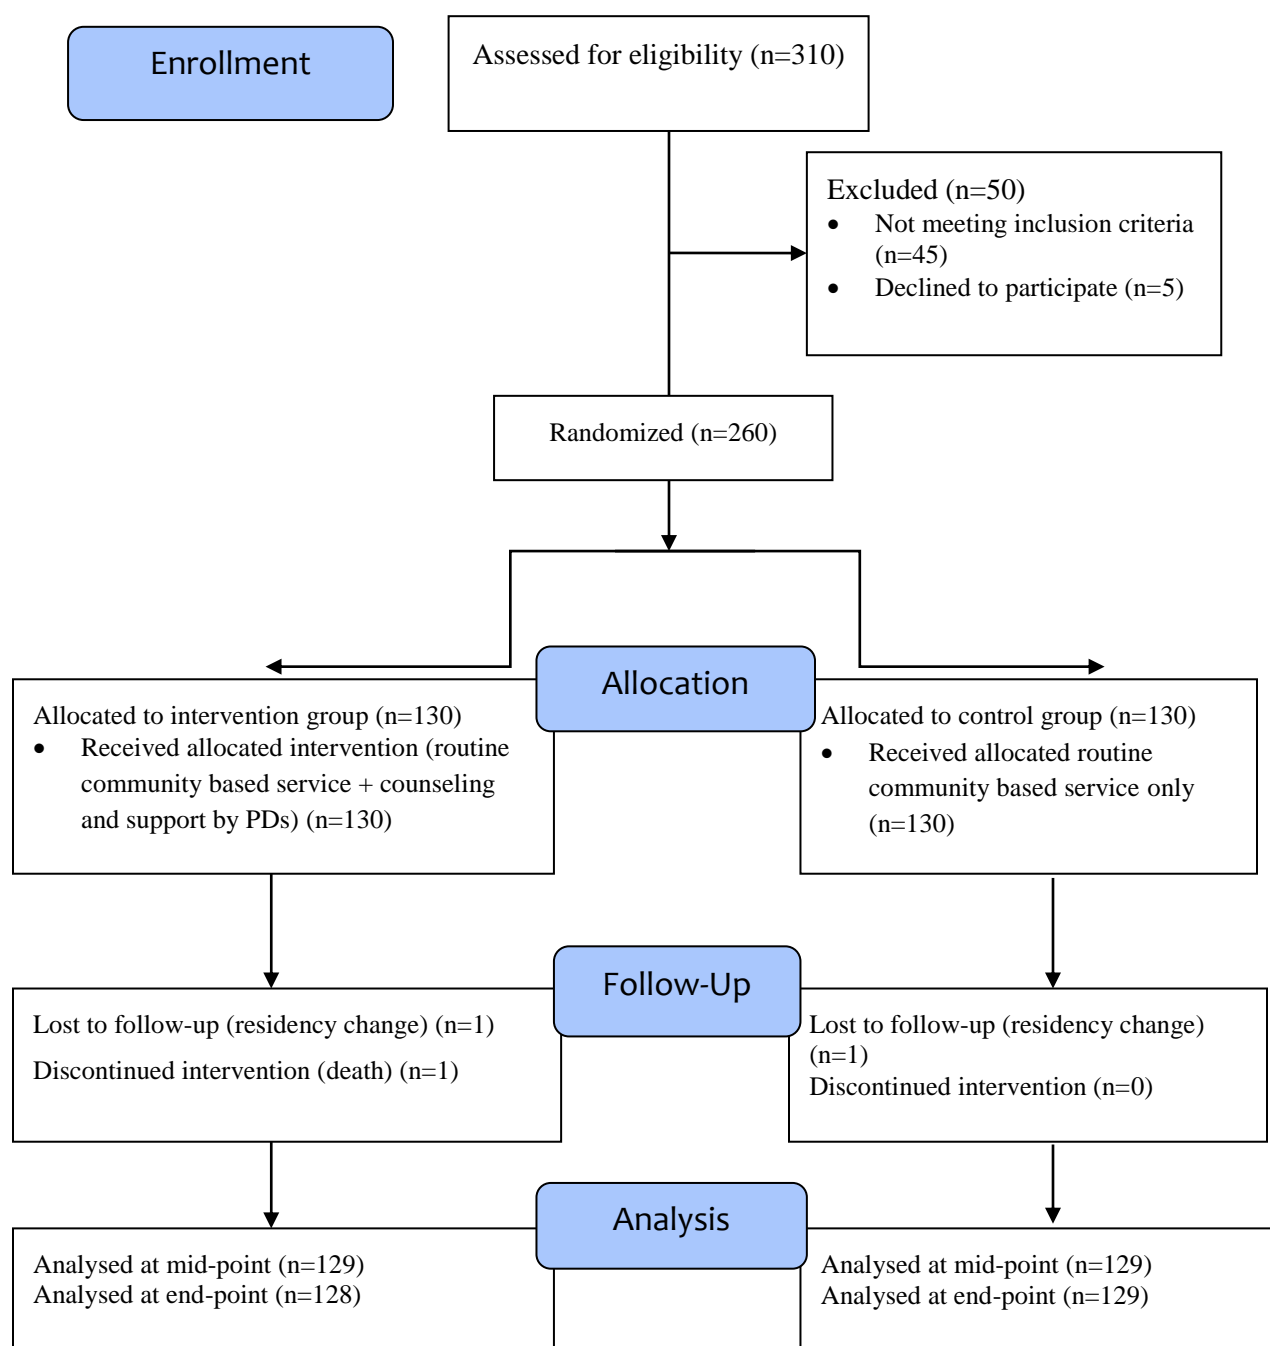 Enrollment
Assessed for eligibility (n=310)
Excluded (n=50)
• Not meeting inclusion criteria
(n=45)
• Declined to participate (n=5)
Randomized (n=260)
Allocation
Allocated to intervention group (n=130)
• Received allocated intervention (routine
community based service + counseling
and support by PDs) (n=130)
Allocated to control group (n=130)
• Received allocated routine
community based service only
(n=130)
Follow-Up
Lost to follow-up (residency change) (n=1)
Discontinued intervention (death) (n=1)
Lost to follow-up (residency change)
(n=1)
Discontinued intervention (n=0)
Analysis
Analysed at mid-point (n=129)
Analysed at end-point (n=128)
Analysed at mid-point (n=129)
Analysed at end-point (n=129)